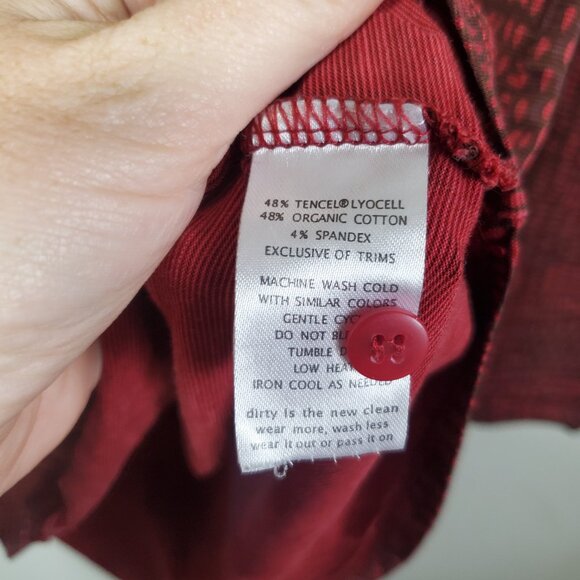 48% TENCEL® LYOCELL
48% ORGANIC COTTON
4% SPANDEX
EXCLUSIVE OF TRIMS
MACHINE WASH COLD
WITH SIMILAR COLORS
GENTLE
DO NOT
TUMBLE
LOW HEAT
IRON COOL AS NEEDED
dirty is the new clean
wear more, wash less
wear it out or pass it on